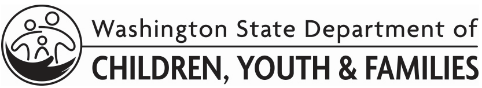 Washington State Department of
CHILDREN, YOUTH & FAMILIES